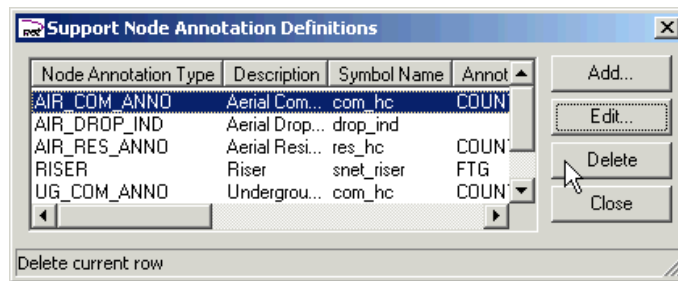 Support Node Annotation Definitions
Node Annotation Type Description Symbol Name Annot
AIR_COM_ANNO Aerial Com... com_hc COUNT
AIR_DROP_IND Aerial Drop... drop_ind
AIR_RES_ANNO Aerial Resi... res_hc COUN
RISER Riser snet_riser FTG
UG_COM_ANNO Undergrou... com_hc COUN
Add...
Edit...
Delete
Close
Delete current row